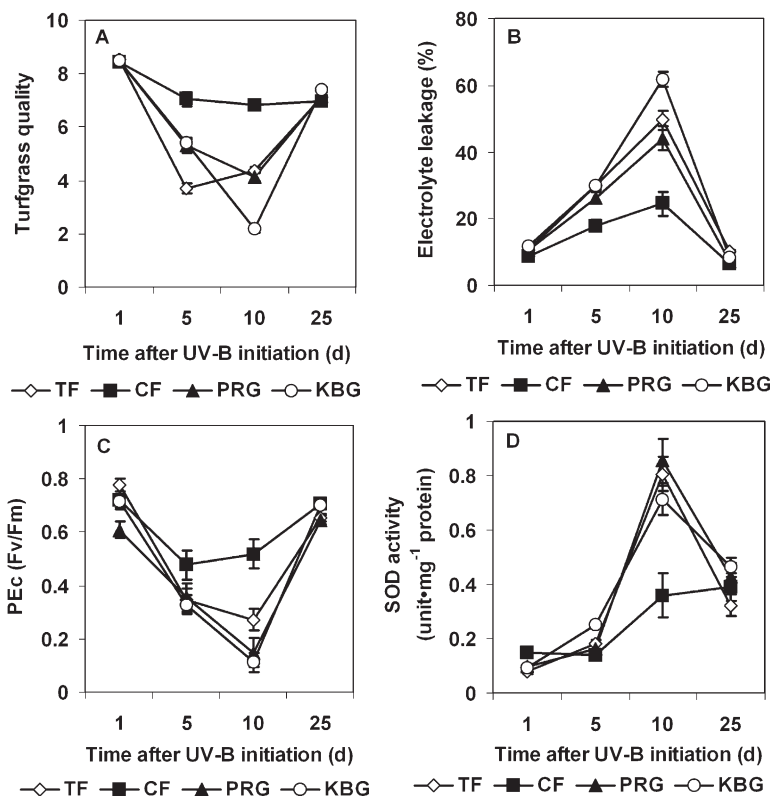 A
Turfgrass quality
10
8
6
4
2
0
1 5 10 25
Time after UV-B initiation (d)
TF CF PRG KBG
B
Electrolyte leakage (%)
80
60
40
20
0
1 5 10 25
Time after UV-B initiation (d)
TF CF PRG KBG
C
PEc (Fv/Fm)
1
0.8
0.6
0.4
0.2
0
1 5 10 25
Time after UV-B initiation (d)
TF CF PRG KBG
D
SOD activity
(unit•mg⁻¹ protein)
1
0.8
0.6
0.4
0.2
0
1 5 10 25
Time after UV-B initiation (d)
TF CF PRG KBG